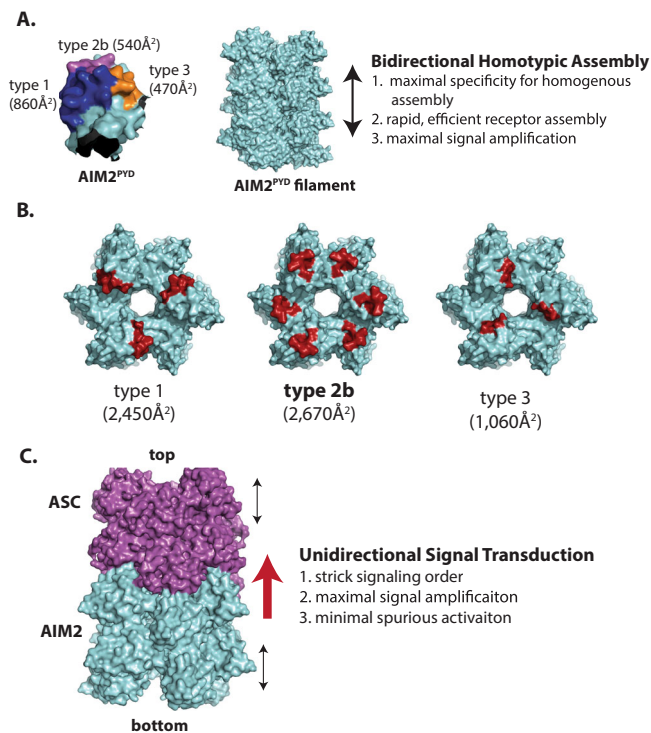 A.
type 2b (540Å²)
type 1
(860Å²)
type 3
(470Å²)
AIM2ᴾʸᴰ
AIM2ᴾʸᴰ filament
Bidirectional Homotypic Assembly
1. maximal specificity for homogenous
assembly
2. rapid, efficient receptor assembly
3. maximal signal amplification
B.
type 1
(2,450Å²)
type 2b
(2,670Å²)
type 3
(1,060Å²)
C.
top
ASC
AIM2
bottom
Unidirectional Signal Transduction
1. strick signaling order
2. maximal signal amplificaiton
3. minimal spurious activaiton